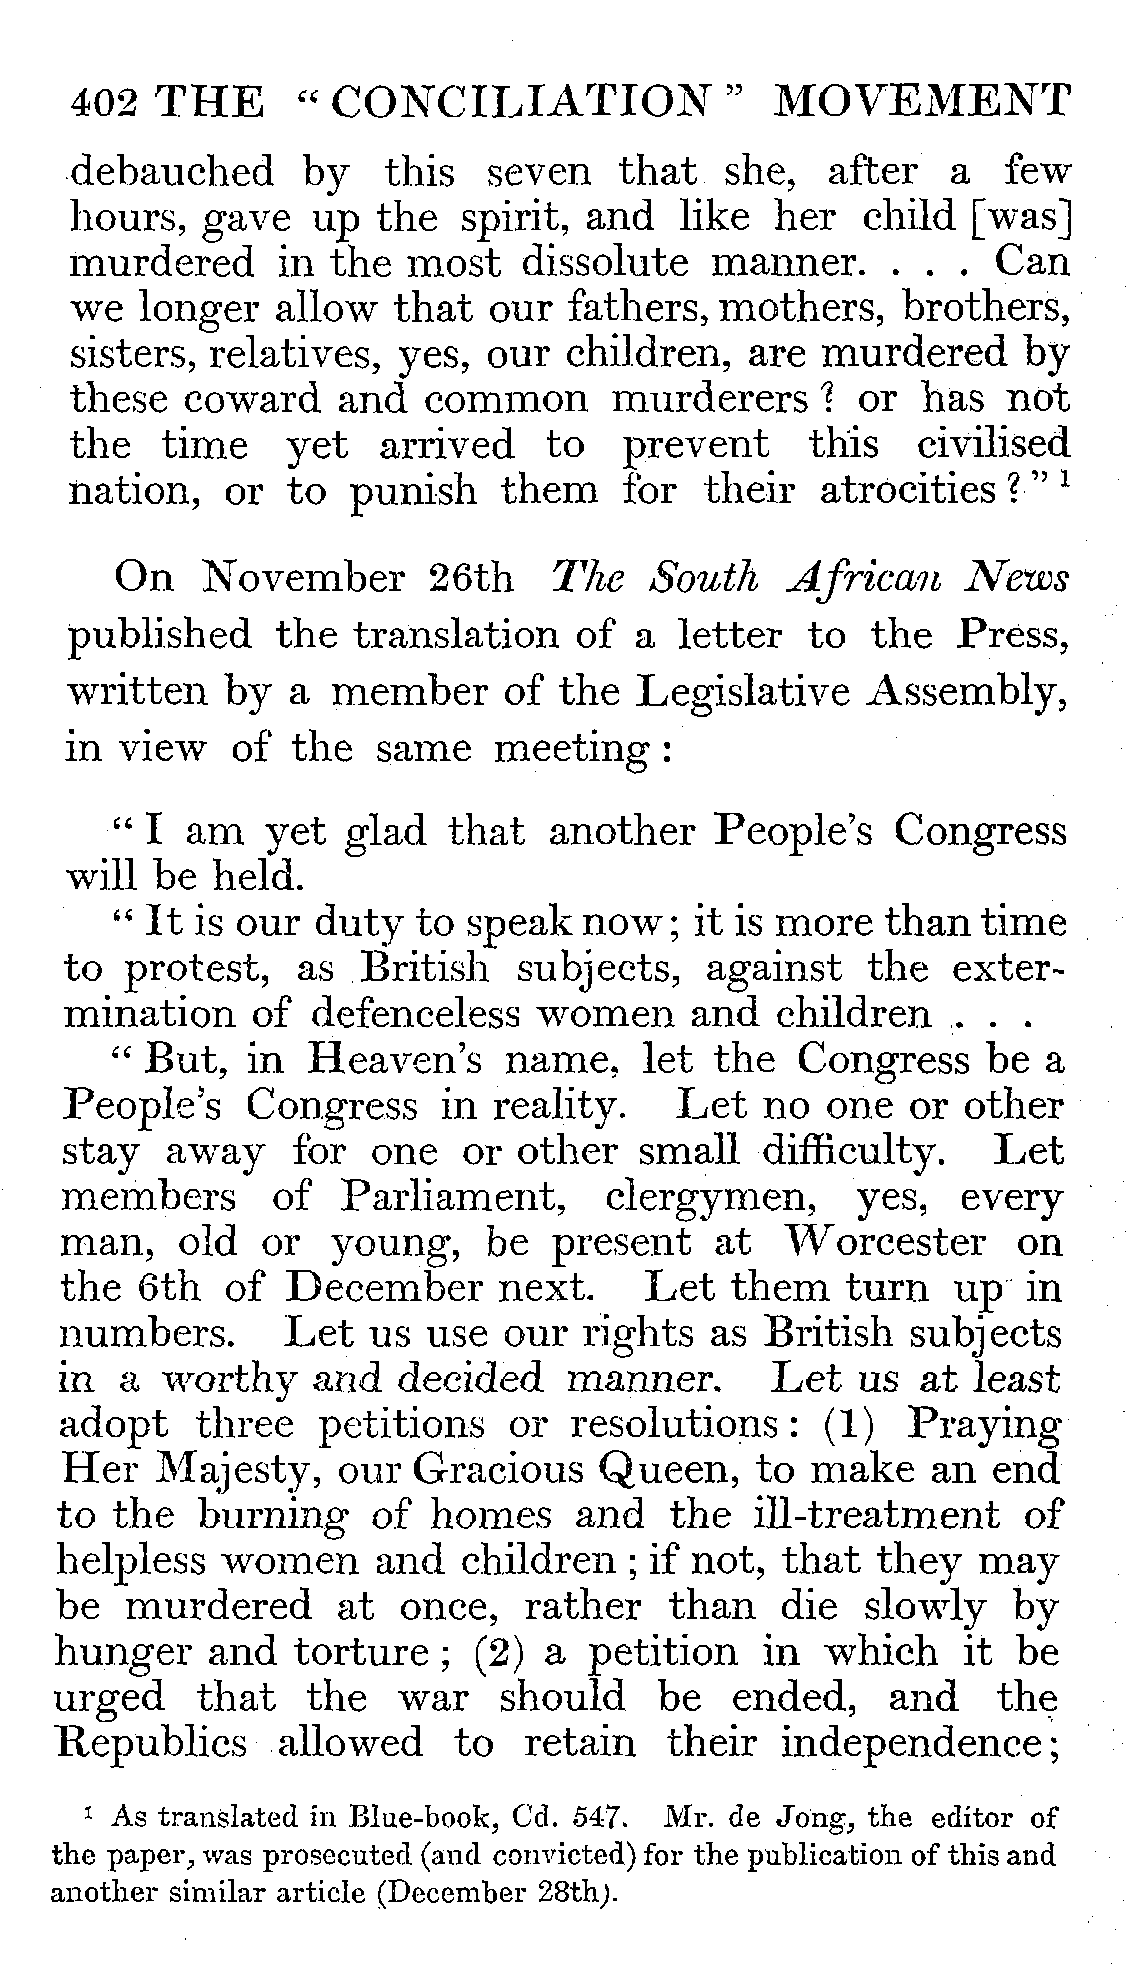 402 THE "CONCILIATION" MOVEMENT
debauched by this seven that she, after a few
hours, gave up the spirit, and like her child [was]
murdered in the most dissolute manner. . . . Can
we longer allow that our fathers, mothers, brothers,
sisters, relatives, yes, our children, are murdered by
these coward and common murderers? or has not
the time yet arrived to prevent this civilised
nation, or to punish them for their atrocities?" ¹
On November 26th The South African News
published the translation of a letter to the Press,
written by a member of the Legislative Assembly,
in view of the same meeting:
"I am yet glad that another People's Congress
will be held.
"It is our duty to speak now; it is more than time
to protest, as British subjects, against the exter-
mination of defenceless women and children . . .
"But, in Heaven's name, let the Congress be a
People's Congress in reality. Let no one or other
stay away for one or other small difficulty. Let
members of Parliament, clergymen, yes, every
man, old or young, be present at Worcester on
the 6th of December next. Let them turn up in
numbers. Let us use our rights as British subjects
in a worthy and decided manner. Let us at least
adopt three petitions or resolutions: (1) Praying
Her Majesty, our Gracious Queen, to make an end
to the burning of homes and the ill-treatment of
helpless women and children; if not, that they may
be murdered at once, rather than die slowly by
hunger and torture; (2) a petition in which it be
urged that the war should be ended, and the
Republics allowed to retain their independence;
¹ As translated in Blue-book, Cd. 547. Mr. de Jong, the editor of
the paper, was prosecuted (and convicted) for the publication of this and
another similar article (December 28th).